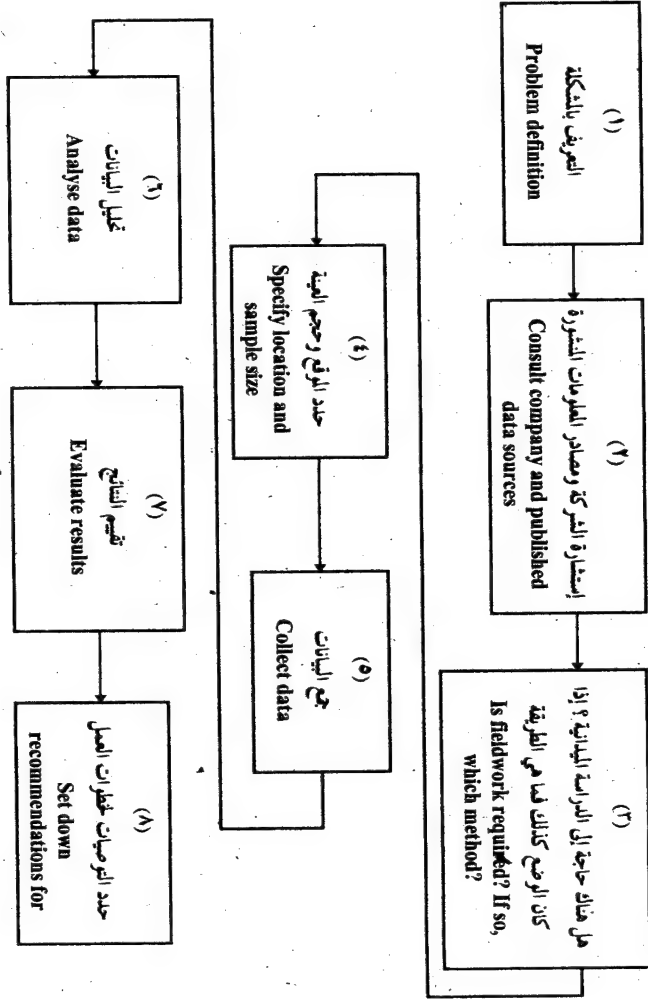 (١)
التعريف بالمشكلة
Problem definition
(٢)
إستشارة الشركة ومصادر المعلومات المنشورة
Consult company and published
data sources
(٣)
هل هناك حاجة إلى الدراسة الميدانية ؟ إذا
كان الوضع كذلك فما هي الطريقة
Is fieldwork required? If so,
which method?
(٤)
حدد الموقع وحجم العينة
Specify location and
sample size
(٥)
جمع البيانات
Collect data
(٦)
تحليل البيانات
Analyse data
(٧)
تقييم النتائج
Evaluate results
(٨)
حدد التوصيات لخطوات العمل
Set down
recommendations for